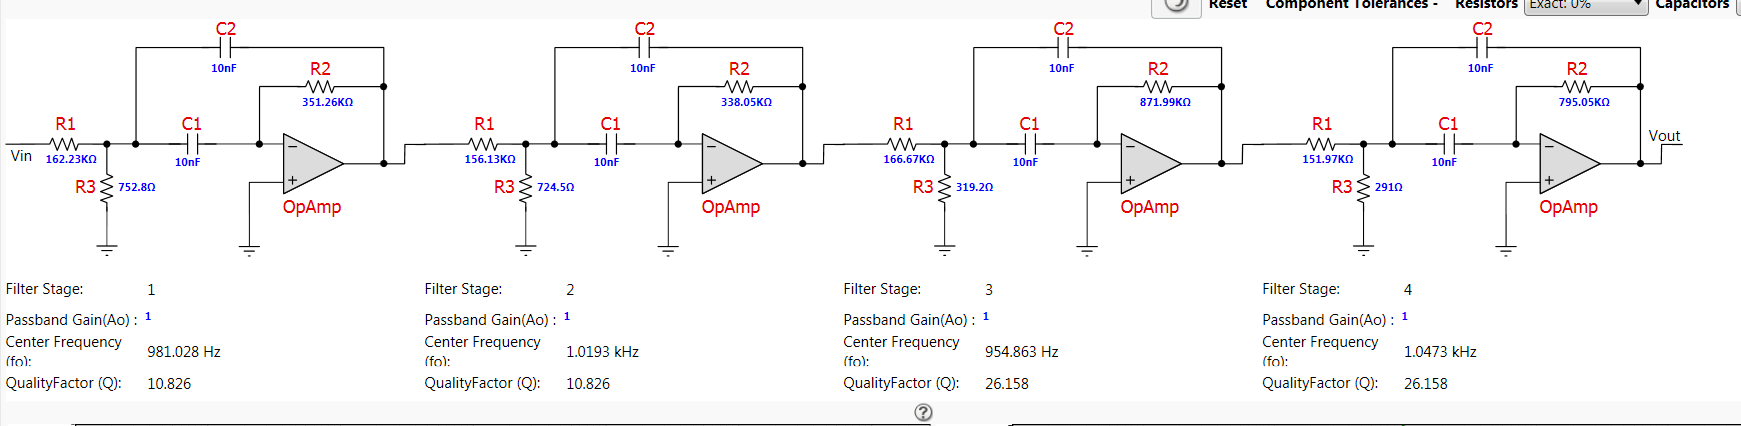 Reset Component Tolerances - Resistors Exact: 0% Capacitors
C2
10nF
R2
351.26KΩ
R1
C1
Vin
162.23KΩ
10nF
R3
752.8Ω
OpAmp
C2
10nF
R2
338.05KΩ
R1
C1
156.13KΩ
10nF
R3
724.5Ω
OpAmp
C2
10nF
R2
871.99KΩ
R1
C1
166.67KΩ
10nF
R3
319.2Ω
OpAmp
C2
10nF
R2
795.05KΩ
R1
C1
Vout
151.97KΩ
10nF
R3
291Ω
OpAmp
Filter Stage: 1
Passband Gain(Ao) : 1
Center Frequency
(fo): 981.028 Hz
QualityFactor (Q): 10.826
Filter Stage: 2
Passband Gain(Ao) : 1
Center Frequency
(fo): 1.0193 kHz
QualityFactor (Q): 10.826
Filter Stage: 3
Passband Gain(Ao) : 1
Center Frequency
(fo): 954.863 Hz
QualityFactor (Q): 26.158
Filter Stage: 4
Passband Gain(Ao) : 1
Center Frequency
(fo): 1.0473 kHz
QualityFactor (Q): 26.158
?